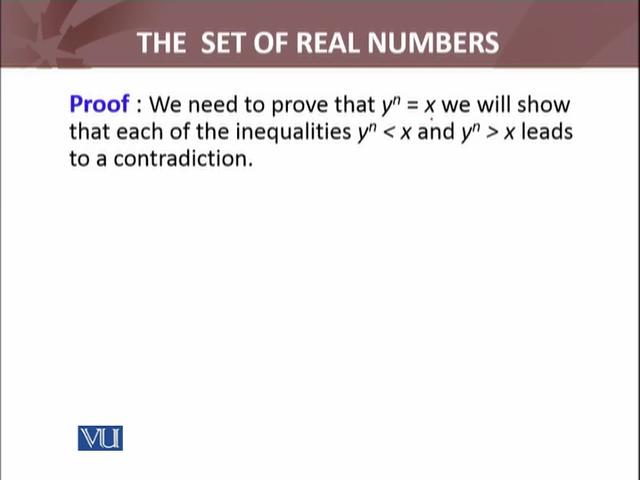 THE SET OF REAL NUMBERS
Proof : We need to prove that yⁿ = x we will show
that each of the inequalities yⁿ < x and yⁿ > x leads
to a contradiction.
VU